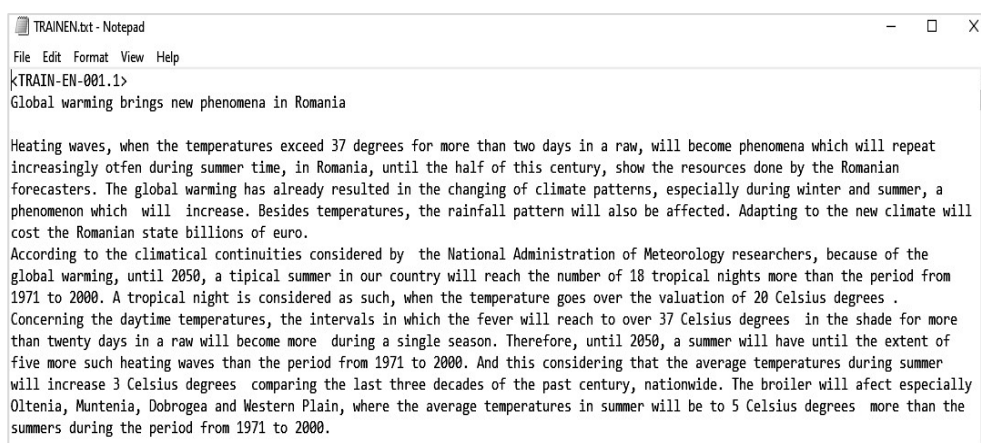 TRAINEN.txt - Notepad
File Edit Format View Help
<TRAIN-EN-001.1>
Global warming brings new phenomena in Romania
Heating waves, when the temperatures exceed 37 degrees for more than two days in a raw, will become phenomena which will repeat
increasingly otfen during summer time, in Romania, until the half of this century, show the resources done by the Romanian
forecasters. The global warming has already resulted in the changing of climate patterns, especially during winter and summer, a
phenomenon which will increase. Besides temperatures, the rainfall pattern will also be affected. Adapting to the new climate will
cost the Romanian state billions of euro.
According to the climatical continuities considered by the National Administration of Meteorology researchers, because of the
global warming, until 2050, a tipical summer in our country will reach the number of 18 tropical nights more than the period from
1971 to 2000. A tropical night is considered as such, when the temperature goes over the valuation of 20 Celsius degrees .
Concerning the daytime temperatures, the intervals in which the fever will reach to over 37 Celsius degrees in the shade for more
than twenty days in a raw will become more during a single season. Therefore, until 2050, a summer will have until the extent of
five more such heating waves than the period from 1971 to 2000. And this considering that the average temperatures during summer
will increase 3 Celsius degrees comparing the last three decades of the past century, nationwide. The broiler will afect especially
Oltenia, Muntenia, Dobrogea and Western Plain, where the average temperatures in summer will be to 5 Celsius degrees more than the
summers during the period from 1971 to 2000.